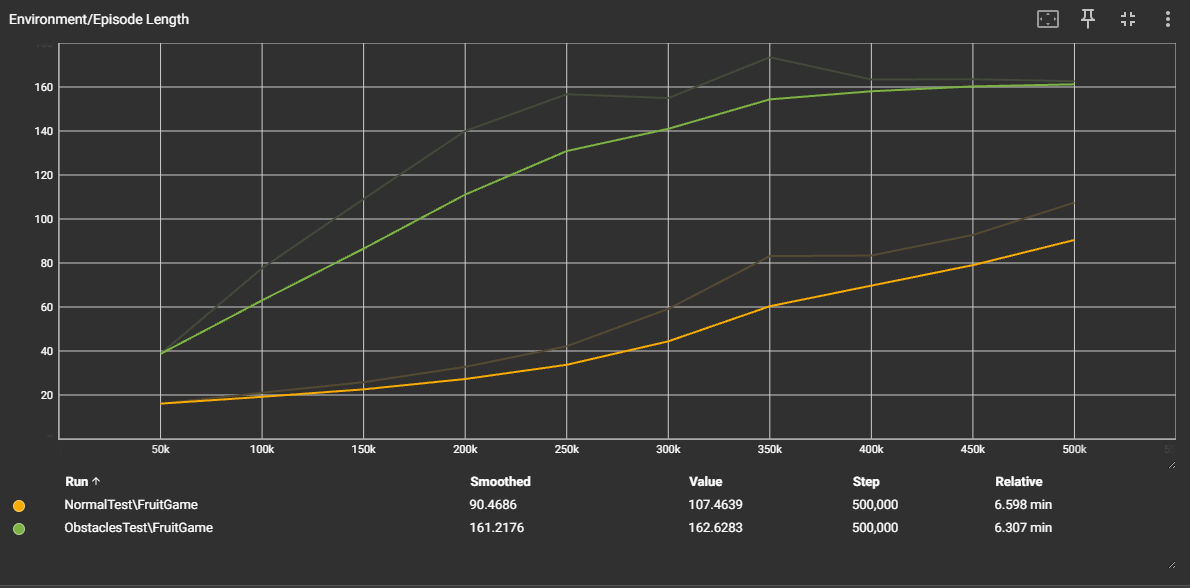 Environment/Episode Length
160
140
120
100
80
60
40
20
50k 100k 150k 200k 250k 300k 350k 400k 450k 500k
Run ↑ Smoothed Value Step Relative
NormalTest\FruitGame 90.4686 107.4639 500,000 6.598 min
ObstaclesTest\FruitGame 161.2176 162.6283 500,000 6.307 min